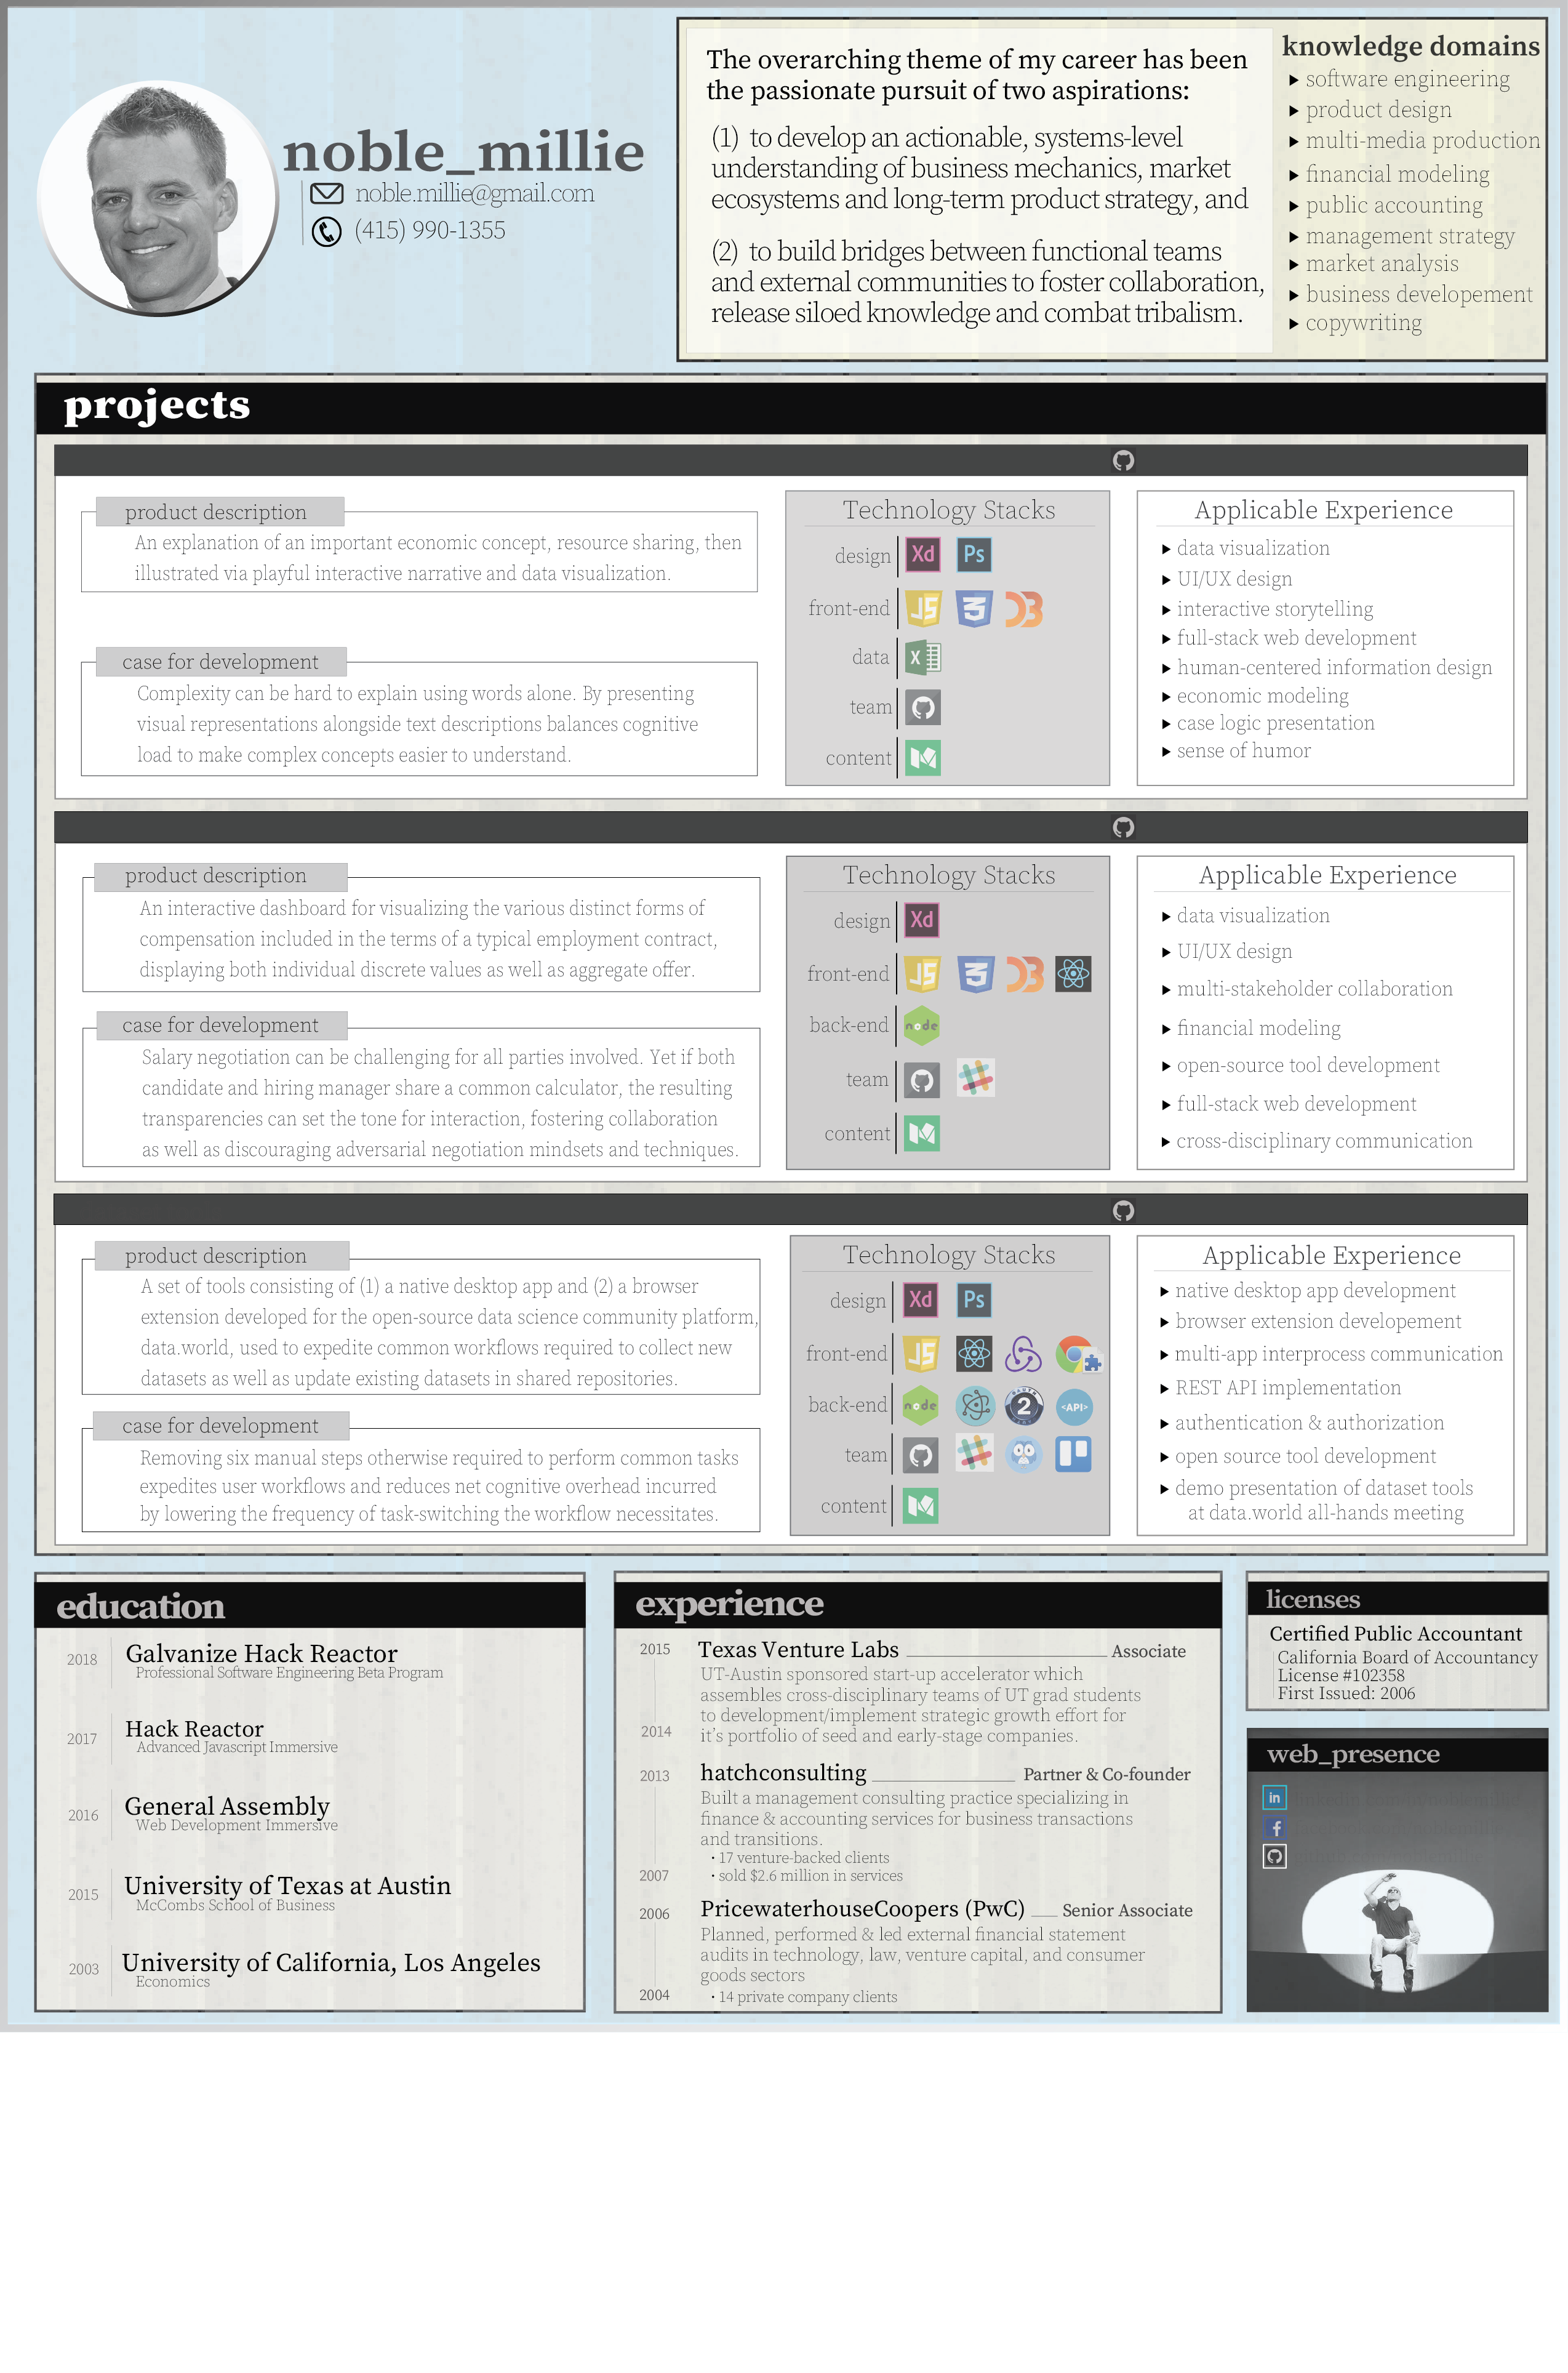 noble_millie
noble.millie@gmail.com
(415) 990-1355
The overarching theme of my career has been
the passionate pursuit of two aspirations:
(1) to develop an actionable, systems-level
understanding of business mechanics, market
ecosystems and long-term product strategy, and
(2) to build bridges between functional teams
and external communities to foster collaboration,
release siloed knowledge and combat tribalism.
knowledge domains
software engineering
product design
multi-media production
financial modeling
public accounting
management strategy
market analysis
business developement
copywriting
projects
product description
An explanation of an important economic concept, resource sharing, then
illustrated via playful interactive narrative and data visualization.
case for development
Complexity can be hard to explain using words alone. By presenting
visual representations alongside text descriptions balances cognitive
load to make complex concepts easier to understand.
Technology Stacks
design Xd Ps
front-end JS 3
data X
team
content
Applicable Experience
data visualization
UI/UX design
interactive storytelling
full-stack web development
human-centered information design
economic modeling
case logic presentation
sense of humor
product description
An interactive dashboard for visualizing the various distinct forms of
compensation included in the terms of a typical employment contract,
displaying both individual discrete values as well as aggregate offer.
case for development
Salary negotiation can be challenging for all parties involved. Yet if both
candidate and hiring manager share a common calculator, the resulting
transparencies can set the tone for interaction, fostering collaboration
as well as discouraging adversarial negotiation mindsets and techniques.
Technology Stacks
design Xd
front-end JS 3
back-end node
team
content
Applicable Experience
data visualization
UI/UX design
multi-stakeholder collaboration
financial modeling
open-source tool development
full-stack web development
cross-disciplinary communication
product description
A set of tools consisting of (1) a native desktop app and (2) a browser
extension developed for the open-source data science community platform,
data.world, used to expedite common workflows required to collect new
datasets as well as update existing datasets in shared repositories.
case for development
Removing six manual steps otherwise required to perform common tasks
expedites user workflows and reduces net cognitive overhead incurred
by lowering the frequency of task-switching the workflow necessitates.
Technology Stacks
design Xd Ps
front-end JS
back-end node 2 <API>
team
content
Applicable Experience
native desktop app development
browser extension developement
multi-app interprocess communication
REST API implementation
authentication & authorization
open source tool development
demo presentation of dataset tools
at data.world all-hands meeting
education
2018 Galvanize Hack Reactor
Professional Software Engineering Beta Program
2017 Hack Reactor
Advanced Javascript Immersive
2016 General Assembly
Web Development Immersive
2015 University of Texas at Austin
McCombs School of Business
2003 University of California, Los Angeles
Economics
experience
2015 Texas Venture Labs Associate
UT-Austin sponsored start-up accelerator which
assembles cross-disciplinary teams of UT grad students
to development/implement strategic growth effort for
2014 it's portfolio of seed and early-stage companies.
2013 hatchconsulting Partner & Co-founder
Built a management consulting practice specializing in
finance & accounting services for business transactions
and transitions.
• 17 venture-backed clients
2007 • sold $2.6 million in services
2006 PricewaterhouseCoopers (PwC) Senior Associate
Planned, performed & led external financial statement
audits in technology, law, venture capital, and consumer
goods sectors
2004 • 14 private company clients
licenses
Certified Public Accountant
California Board of Accountancy
License #102358
First Issued: 2006
web_presence
in
f